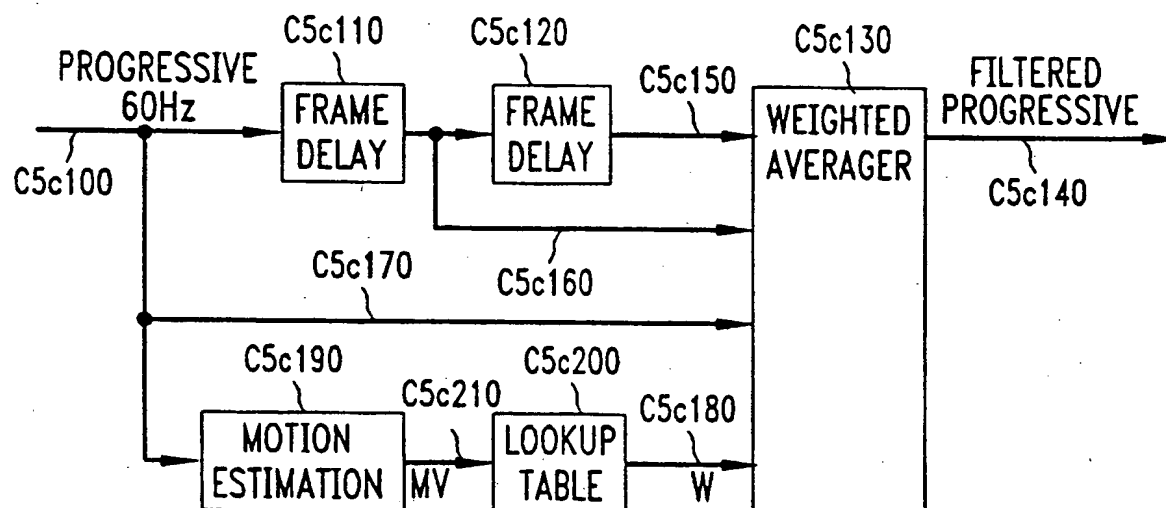 C5c110
C5c120
C5c130
PROGRESSIVE
60Hz
C5c150
FILTERED
PROGRESSIVE
FRAME
DELAY
FRAME
DELAY
WEIGHTED
AVERAGER
C5c100
C5c140
C5c170
C5c160
C5c190
C5c210
C5c200
C5c180
MOTION
ESTIMATION
MV
LOOKUP
TABLE
W